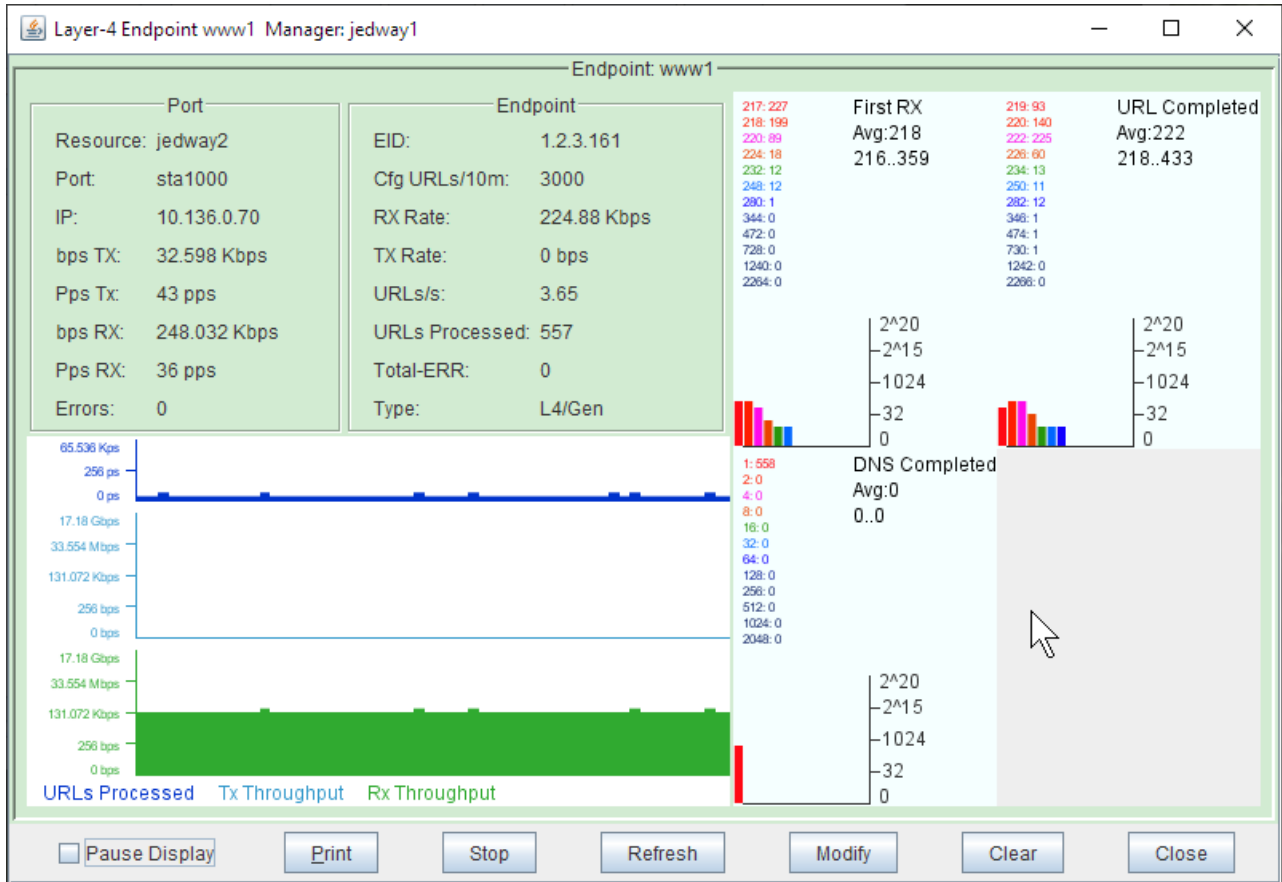 Layer-4 Endpoint www1 Manager: jedway1
Endpoint: www1
Port
Resource: jedway2
Port: sta1000
IP: 10.136.0.70
bps TX: 32.598 Kbps
Pps Tx: 43 pps
bps RX: 248.032 Kbps
Pps RX: 36 pps
Errors: 0
Endpoint
EID: 1.2.3.161
Cfg URLs/10m: 3000
RX Rate: 224.88 Kbps
TX Rate: 0 bps
URLs/s: 3.65
URLs Processed: 557
Total-ERR: 0
Type: L4/Gen
217: 227
218: 199
220: 89
224: 18
232: 12
248: 12
280: 1
344: 0
472: 0
728: 0
1240: 0
2264: 0
First RX
Avg:218
216..359
2^20
2^15
1024
32
0
219: 93
220: 140
222: 225
226: 60
234: 13
250: 11
282: 12
346: 1
474: 1
730: 1
1242: 0
2266: 0
URL Completed
Avg:222
218..433
2^20
2^15
1024
32
0
65.536 Kps
256 ps
0 ps
17.18 Gbps
33.554 Mbps
131.072 Kbps
256 bps
0 bps
17.18 Gbps
33.554 Mbps
131.072 Kbps
256 bps
0 bps
URLs Processed Tx Throughput Rx Throughput
1: 558
2: 0
4: 0
8: 0
16: 0
32: 0
64: 0
128: 0
256: 0
512: 0
1024: 0
2048: 0
DNS Completed
Avg:0
0..0
2^20
2^15
1024
32
0
Pause Display Print Stop Refresh Modify Clear Close